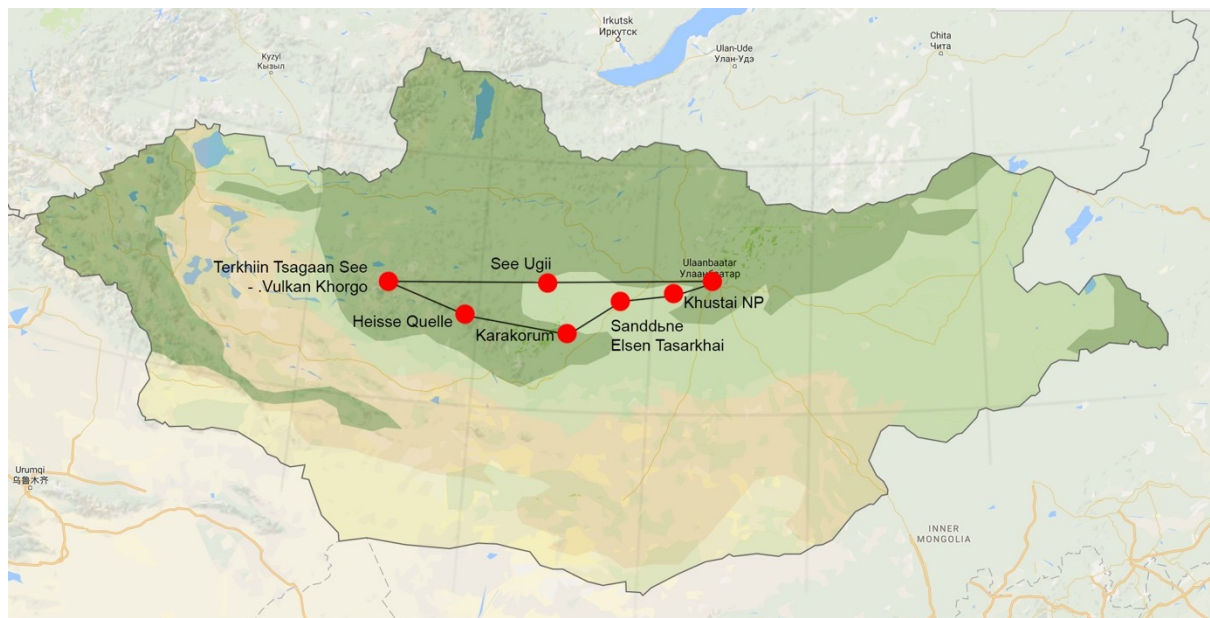 Irkutsk
Иркутск
Chita
Чита
Kyzyl
Кызыл
Ulan-Ude
Улан-Удэ
Terkhiin Tsagaan See
- .Vulkan Khorgo
See Ugii
Ulaanbaatar
Улаанбаатар
Khustai NP
Heisse Quelle
Karakorum
Sanddьne
Elsen Tasarkhai
Urumqi
乌鲁木齐
INNER
MONGOLIA